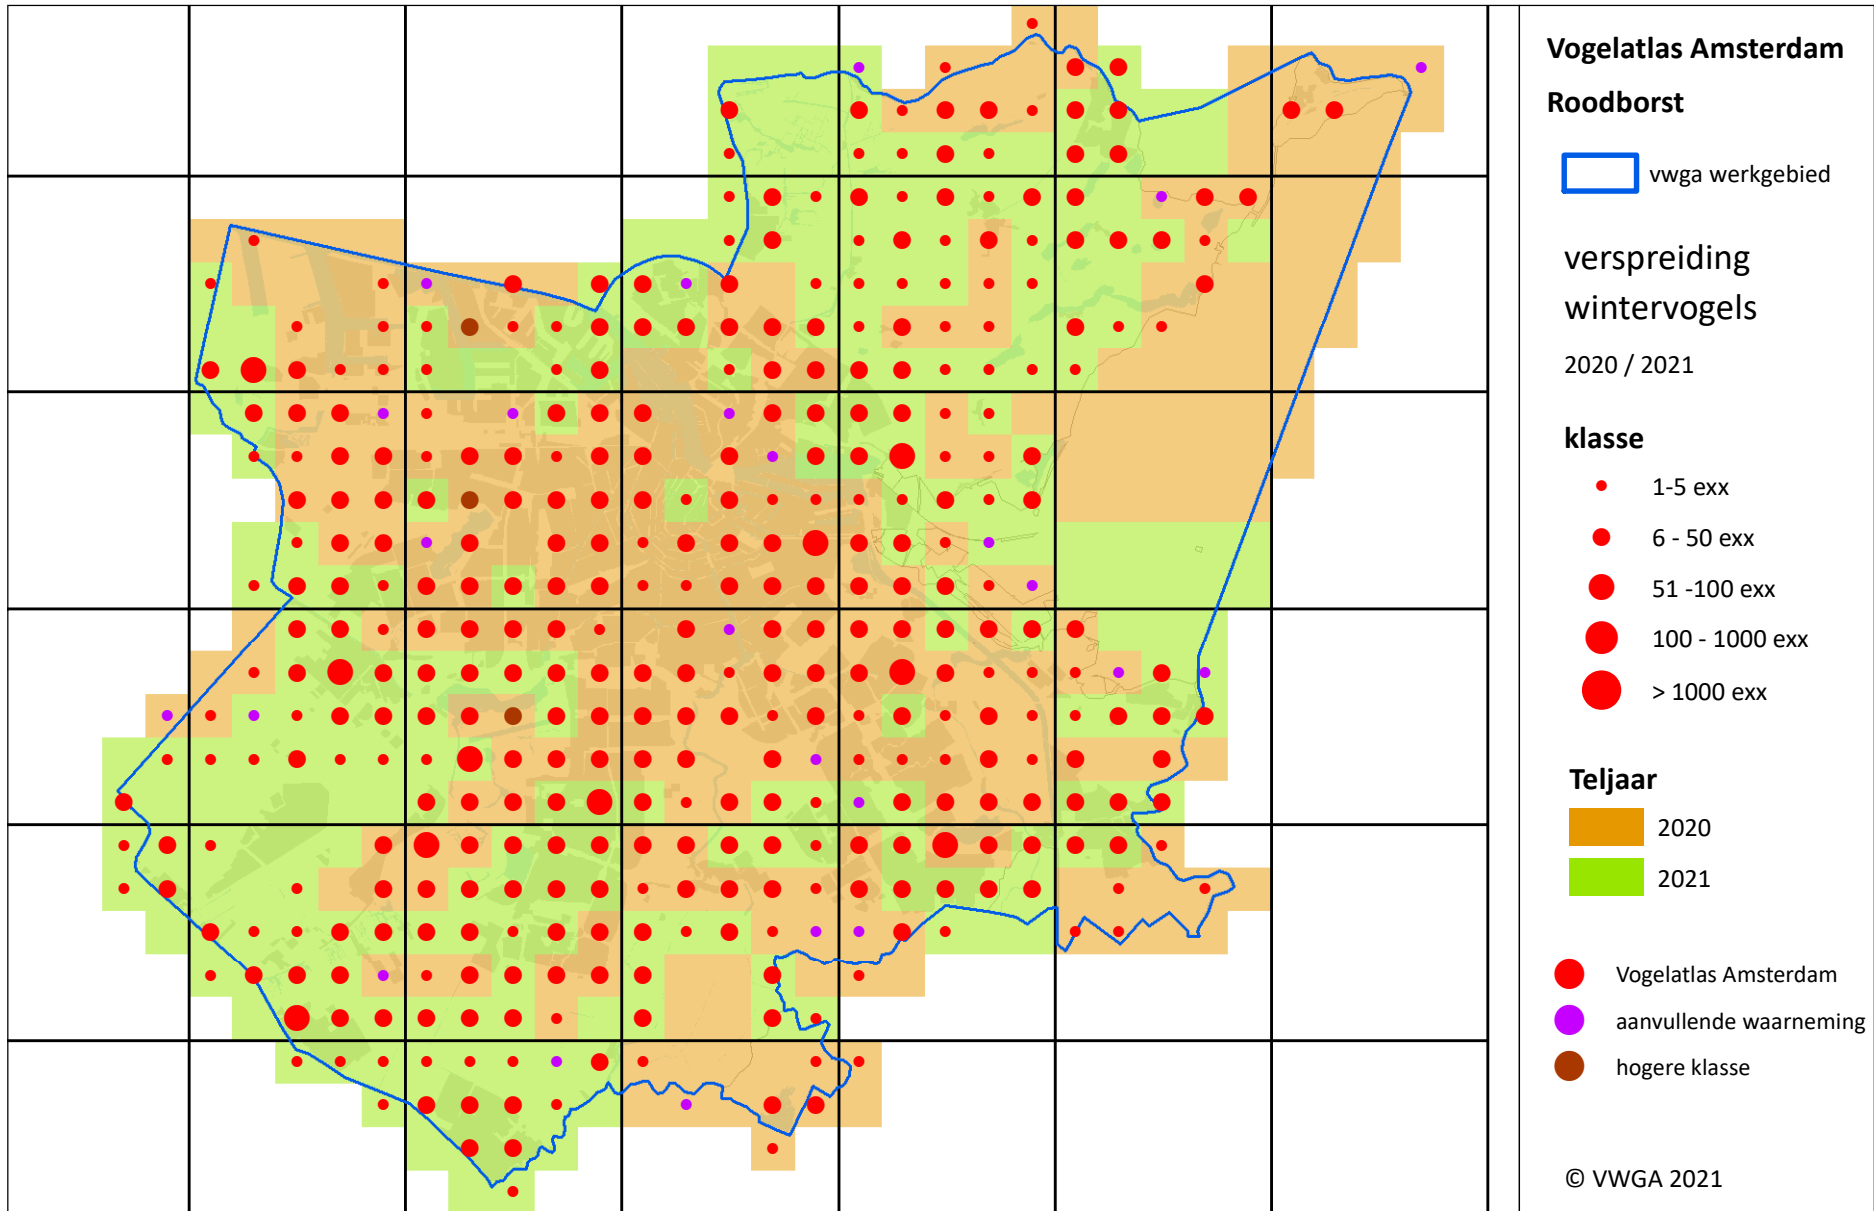 Vogelatlas Amsterdam
Roodborst
vwga werkgebied
verspreiding
wintervogels
2020 / 2021
klasse
1-5 exx
6 - 50 exx
51 -100 exx
100 - 1000 exx
> 1000 exx
Teljaar
2020
2021
Vogelatlas Amsterdam
aanvullende waarneming
hogere klasse
© VWGA 2021